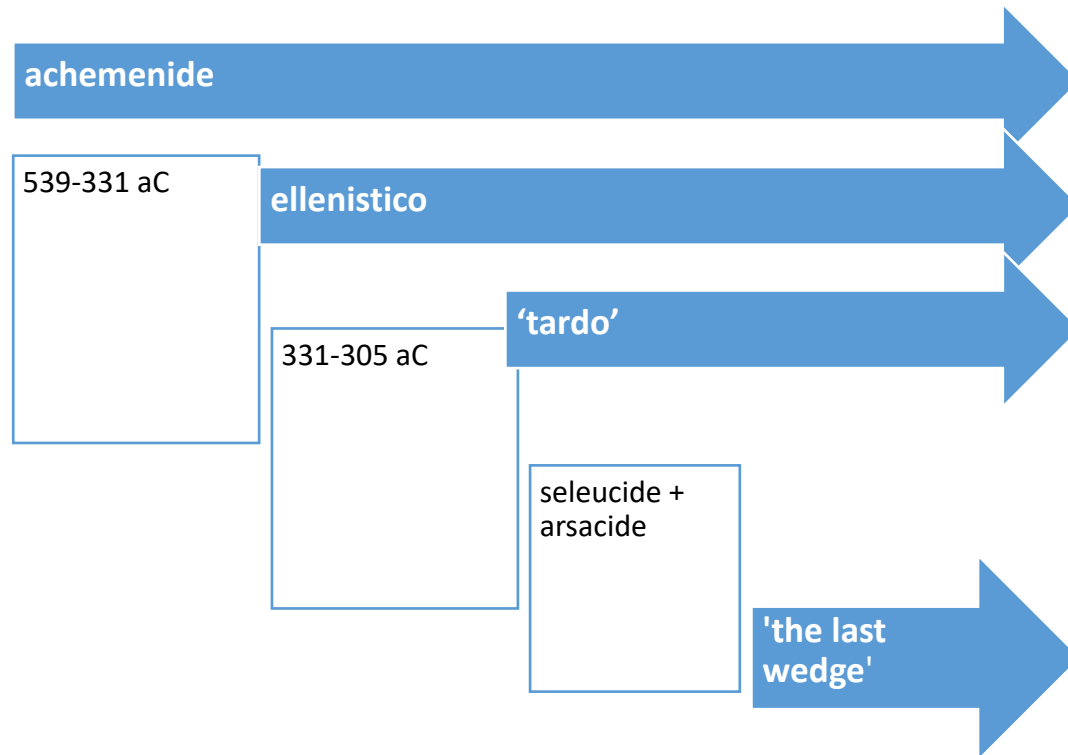 achemenide
539-331 aC
ellenistico
331-305 aC
‘tardo’
seleucide +
arsacide
'the last
wedge'